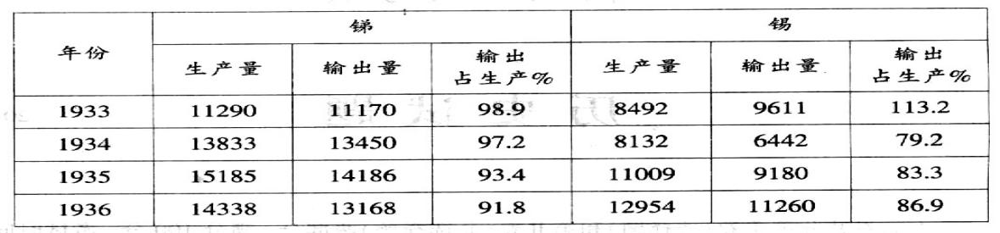 年份 锑 锡
生产量 输出量 输出占生产% 生产量 输出量 输出占生产%
1933 11290 11170 98.9 8492 9611 113.2
1934 13833 13450 97.2 8132 6442 79.2
1935 15185 14186 93.4 11009 9180 83.3
1936 14338 13168 91.8 12954 11260 86.9